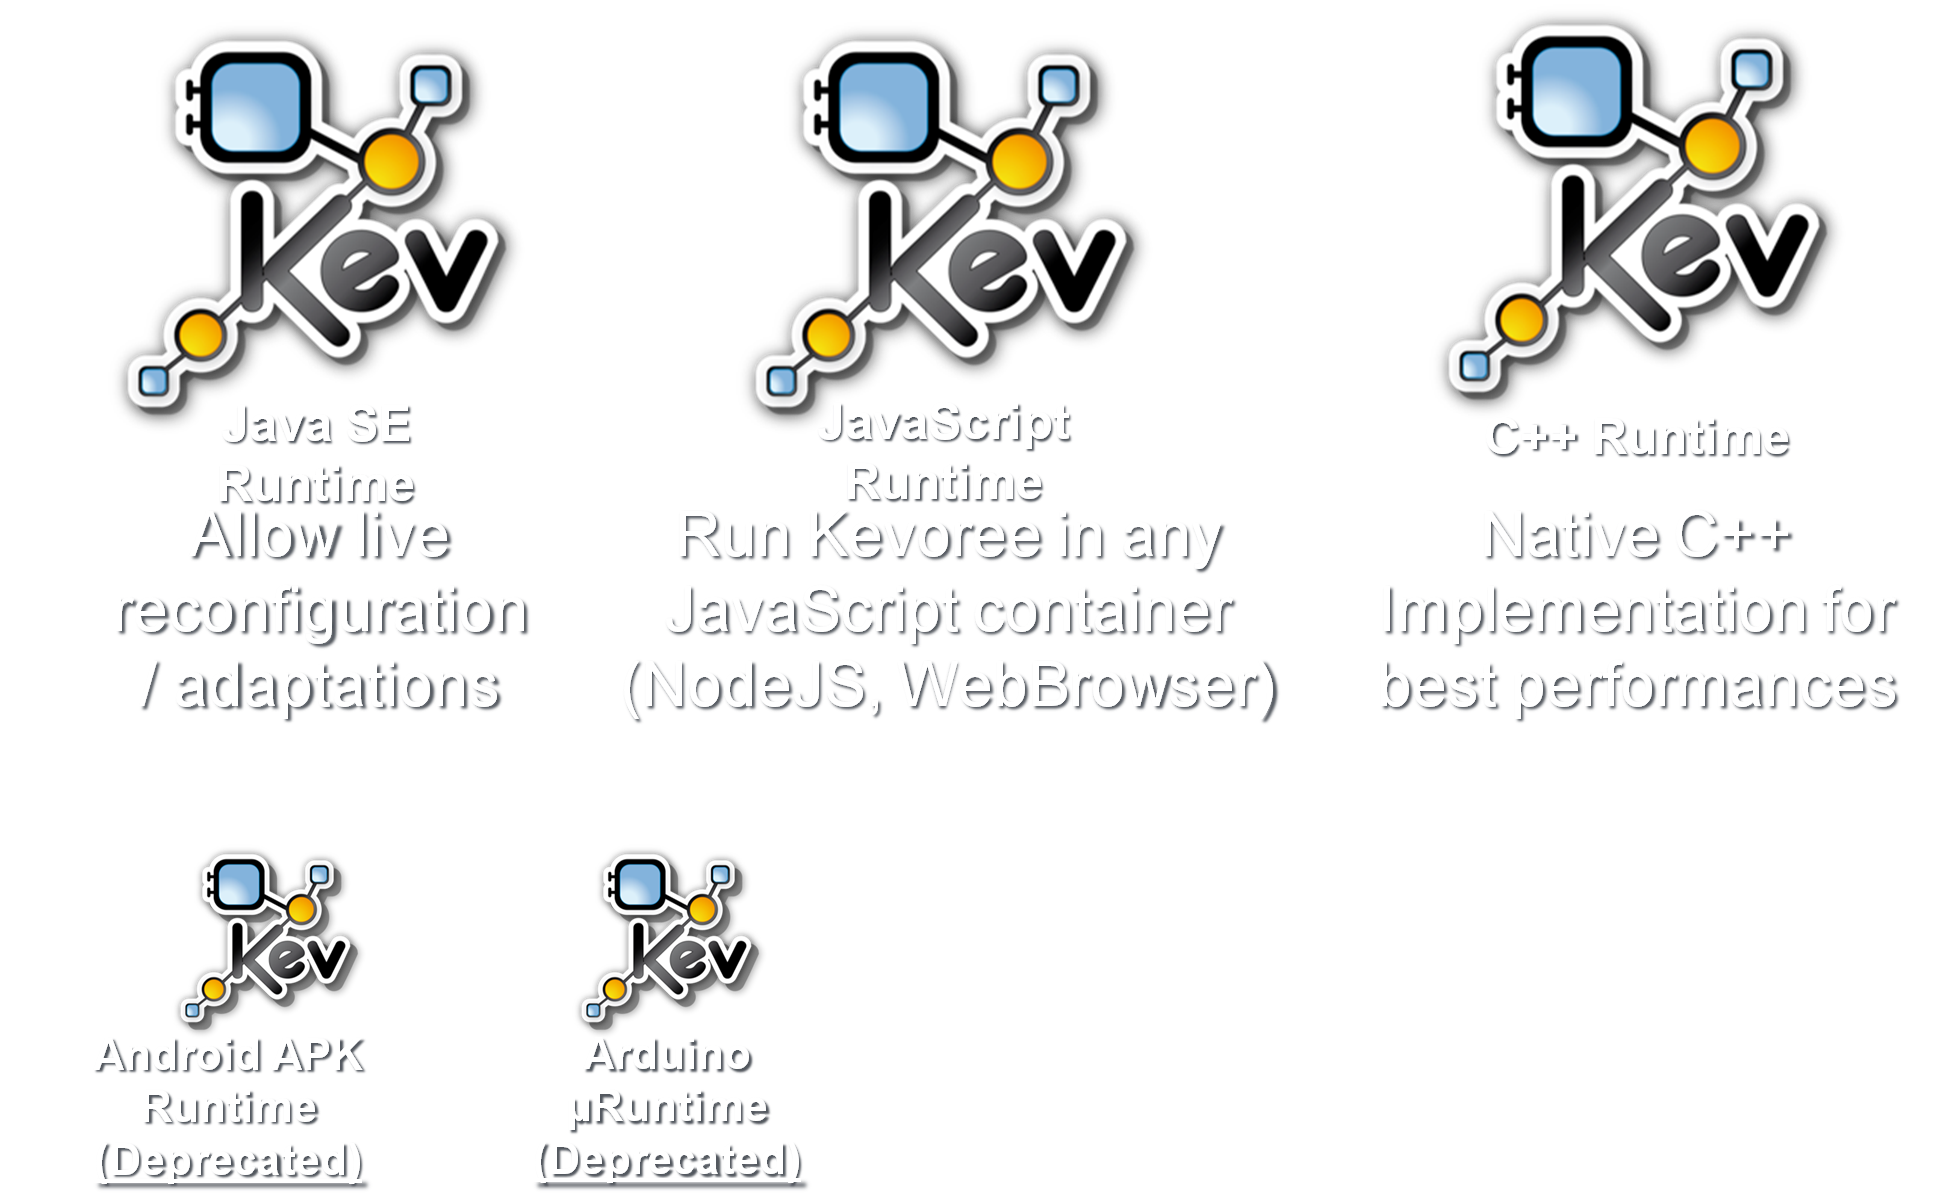 Kev
Java SE
Runtime
Allow live
reconfiguration
/ adaptations
Kev
JavaScript
Runtime
Run Kevoree in any
JavaScript container
(NodeJS, WebBrowser)
Kev
C++ Runtime
Native C++
Implementation for
best performances
Kev
Android APK
Runtime
(Deprecated)
Kev
Arduino
µRuntime
(Deprecated)